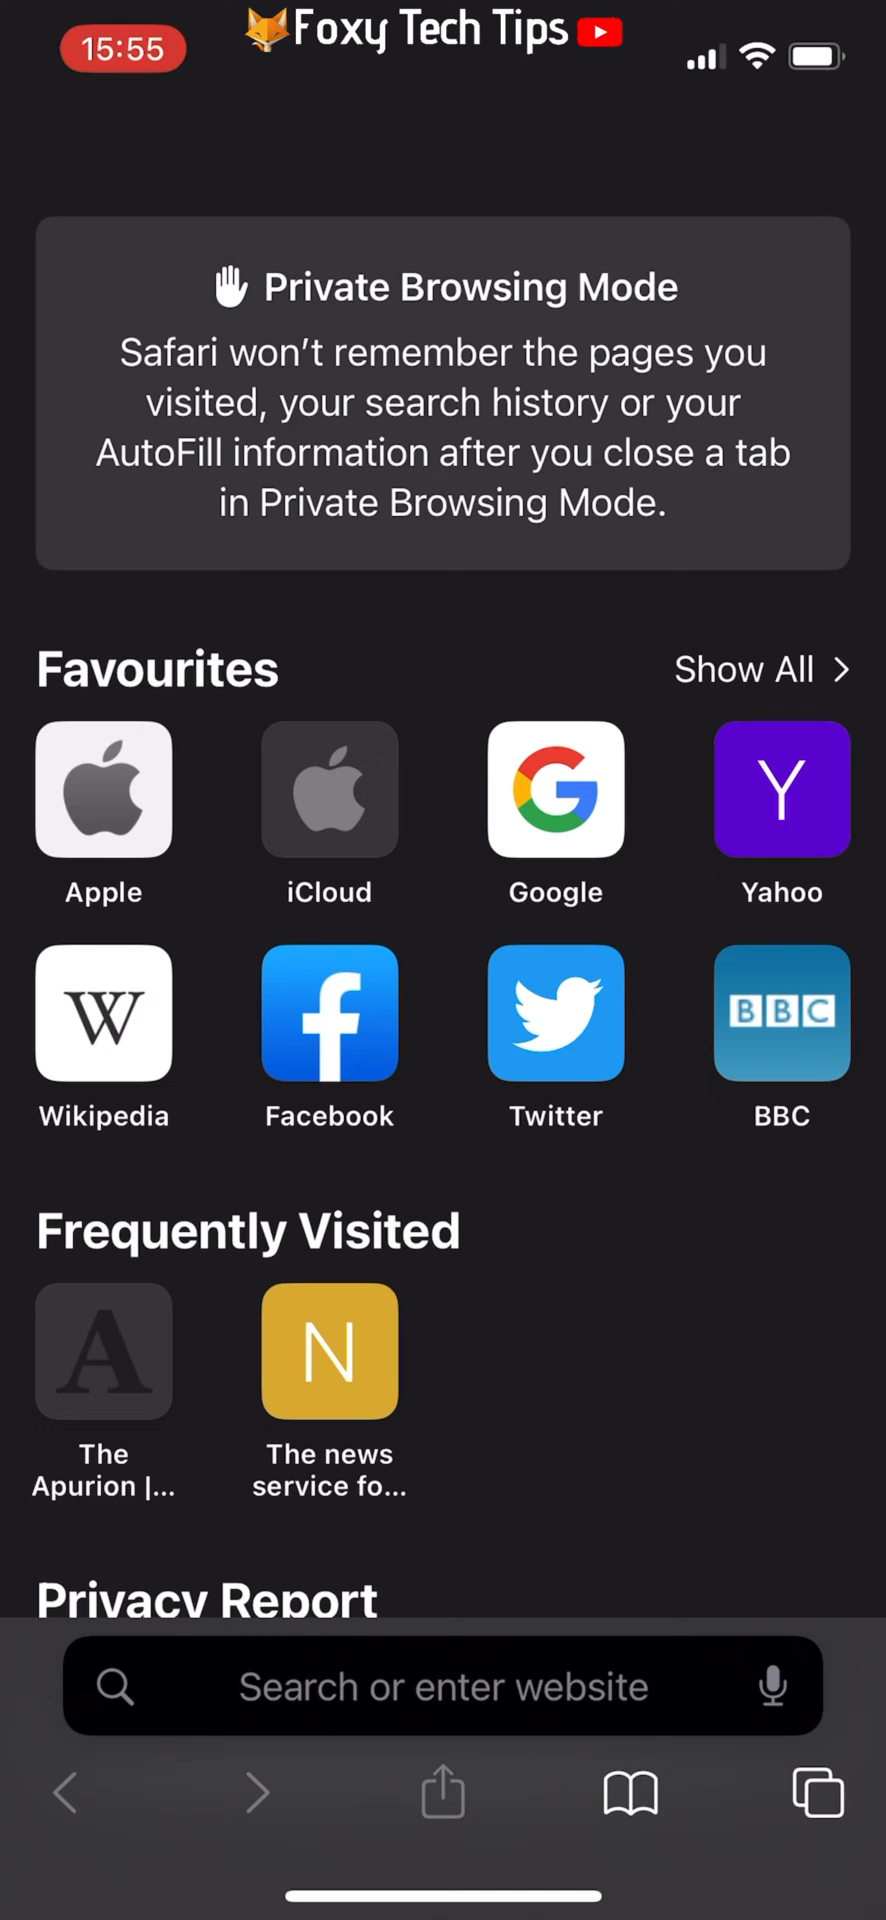 Foxy Tech Tips
15:55
Private Browsing Mode
Safari won’t remember the pages you
visited, your search history or your
AutoFill information after you close a tab
in Private Browsing Mode.
Favourites
Show All
Y
Apple
iCloud
Google
Yahoo
W
BBC
Wikipedia
Facebook
Twitter
BBC
Frequently Visited
A
N
The
Apurion |...
The news
service fo...
Privacy Report
Search or enter website